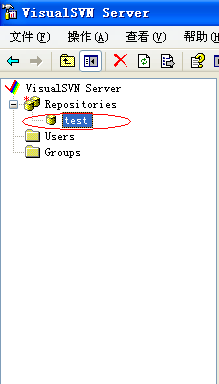 VisualSVN Server
文件(F) 操作(A) 查看(V) 帮助(H
VisualSVN Server
Repositories
test
Users
Groups